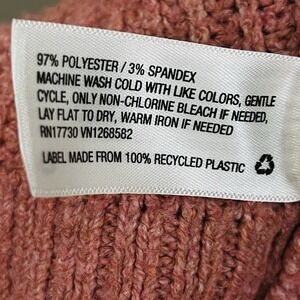 97% POLYESTER / 3% SPANDEX
MACHINE WASH COLD WITH LIKE COLORS, GENTLE
CYCLE, ONLY NON-CHLORINE BLEACH IF NEEDED,
LAY FLAT TO DRY, WARM IRON IF NEEDED
RN17730 VN1268582
LABEL MADE FROM 100% RECYCLED PLASTIC